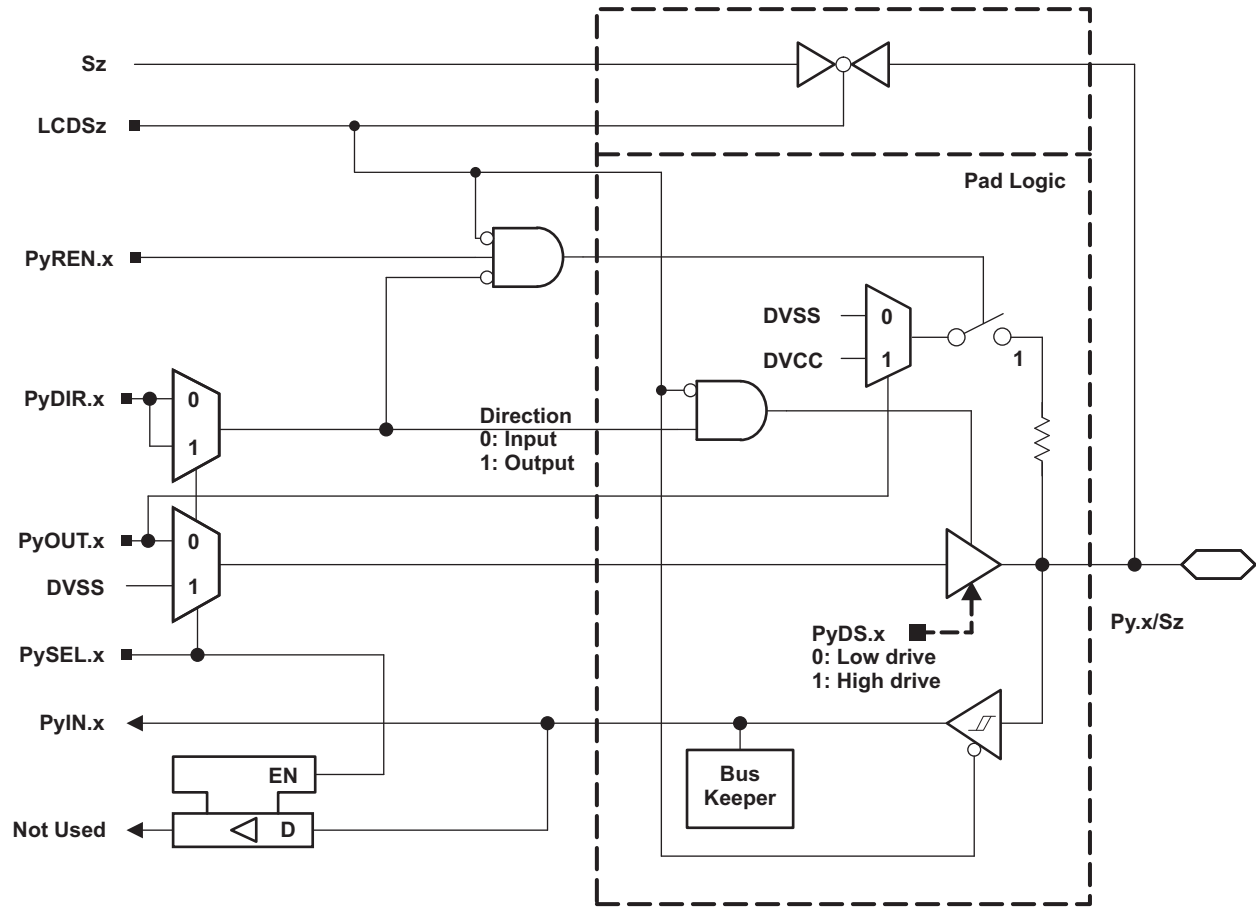 Sz
LCDSz
Pad Logic
PyREN.x
DVSS
0
DVCC
1
1
PyDIR.x
0
1
Direction
0: Input
1: Output
PyOUT.x
0
DVSS
1
Py.x/Sz
PyDS.x
0: Low drive
1: High drive
PySEL.x
PyIN.x
EN
Bus
Keeper
Not Used
D